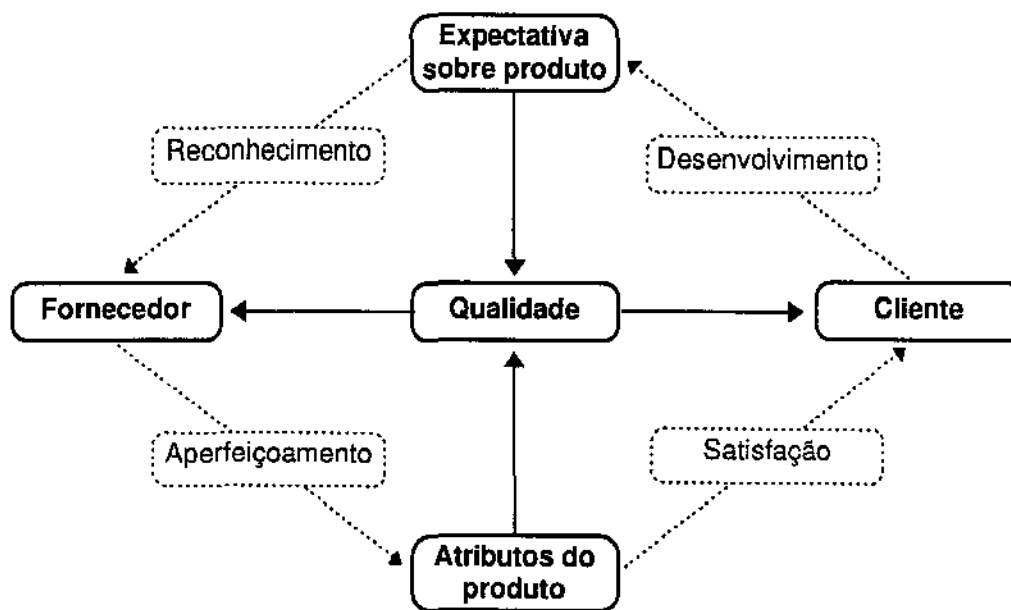 Expectativa
sobre produto
Reconhecimento
Desenvolvimento
Fornecedor
Qualidade
Cliente
Aperfeiçoamento
Satisfação
Atributos do
produto